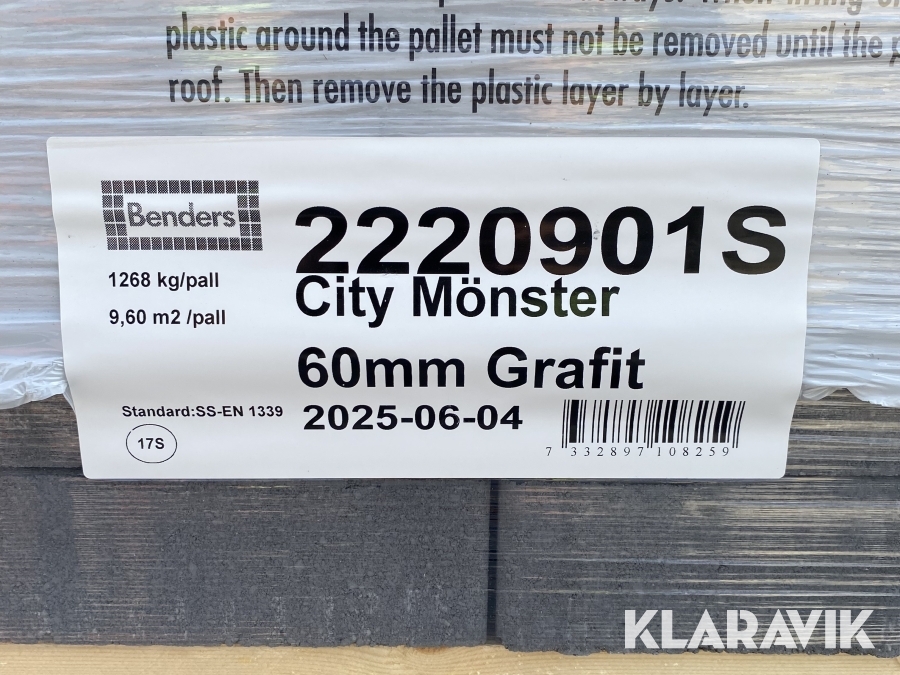 plastic around the pallet must not be removed until the
roof. Then remove the plastic layer by layer.
Benders
2220901S
1268 kg/pall
City Mönster
9,60 m2 /pall
60mm Grafit
Standard:SS-EN 1339
2025-06-04
17S
7 332897 108259
KLARAVIK